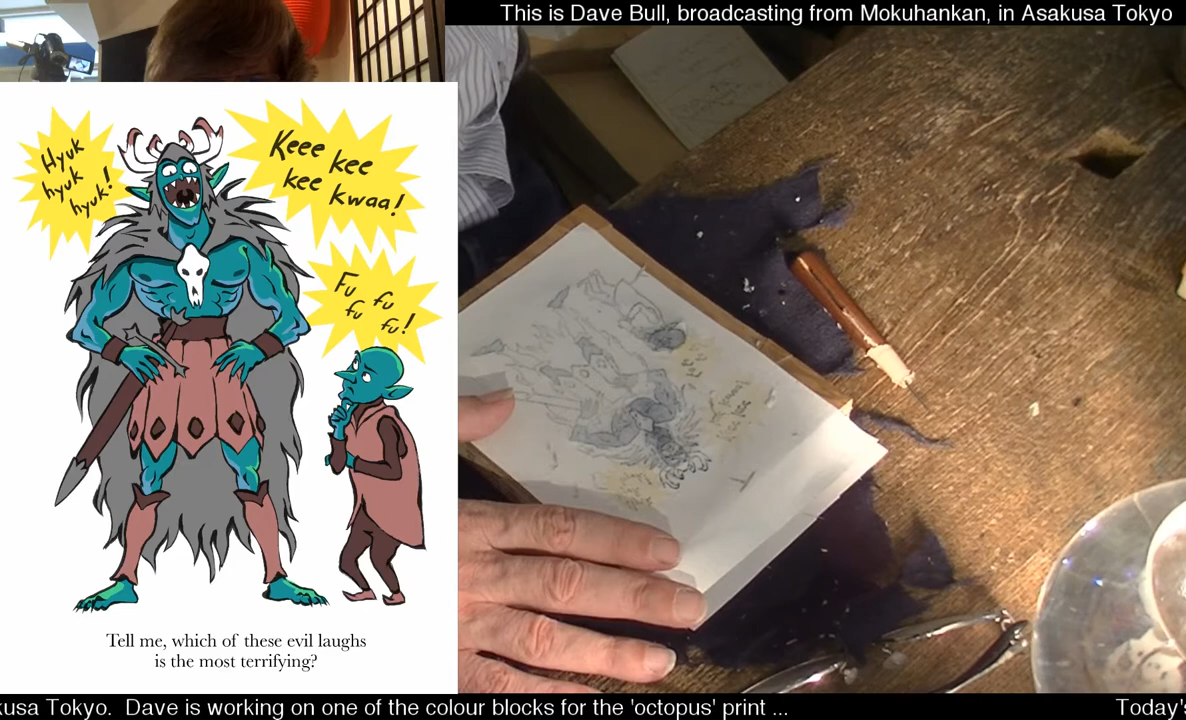 This is Dave Bull, broadcasting from Mokuhankan, in Asakusa Tokyo
Hyuk
hyuk
hyuk!
Keee kee
kee kwaa!
Fu fu
fu fu!
Tell me, which of these evil laughs
is the most terrifying?
kusa Tokyo. Dave is working on one of the colour blocks for the 'octopus' print ... Today's